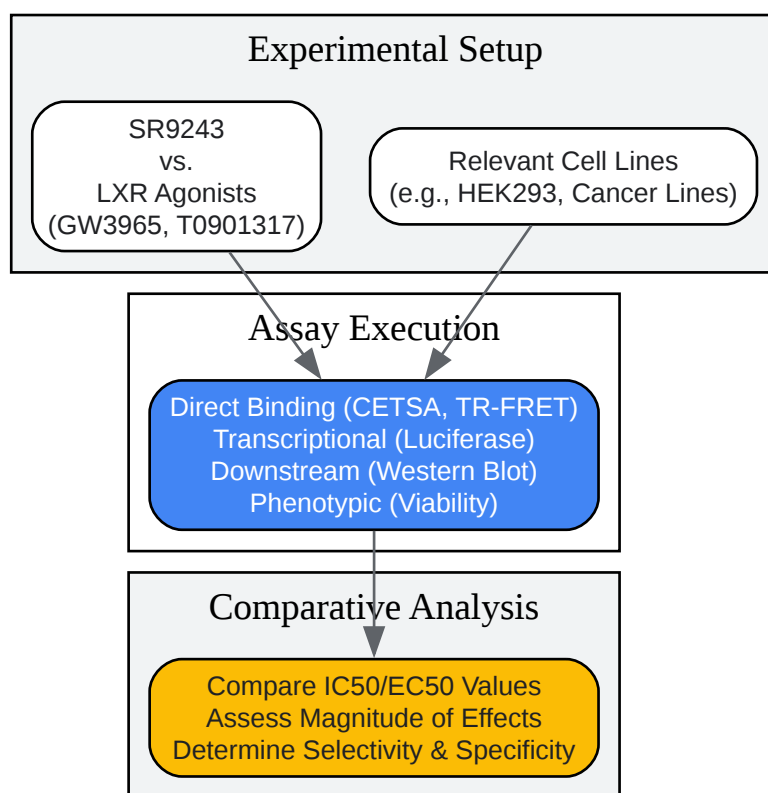 Experimental Setup
SR9243
vs.
LXR Agonists
(GW3965, T0901317)
Relevant Cell Lines
(e.g., HEK293, Cancer Lines)
Assay Execution
Direct Binding (CETSA, TR-FRET)
Transcriptional (Luciferase)
Downstream (Western Blot)
Phenotypic (Viability)
Comparative Analysis
Compare IC50/EC50 Values
Assess Magnitude of Effects
Determine Selectivity & Specificity